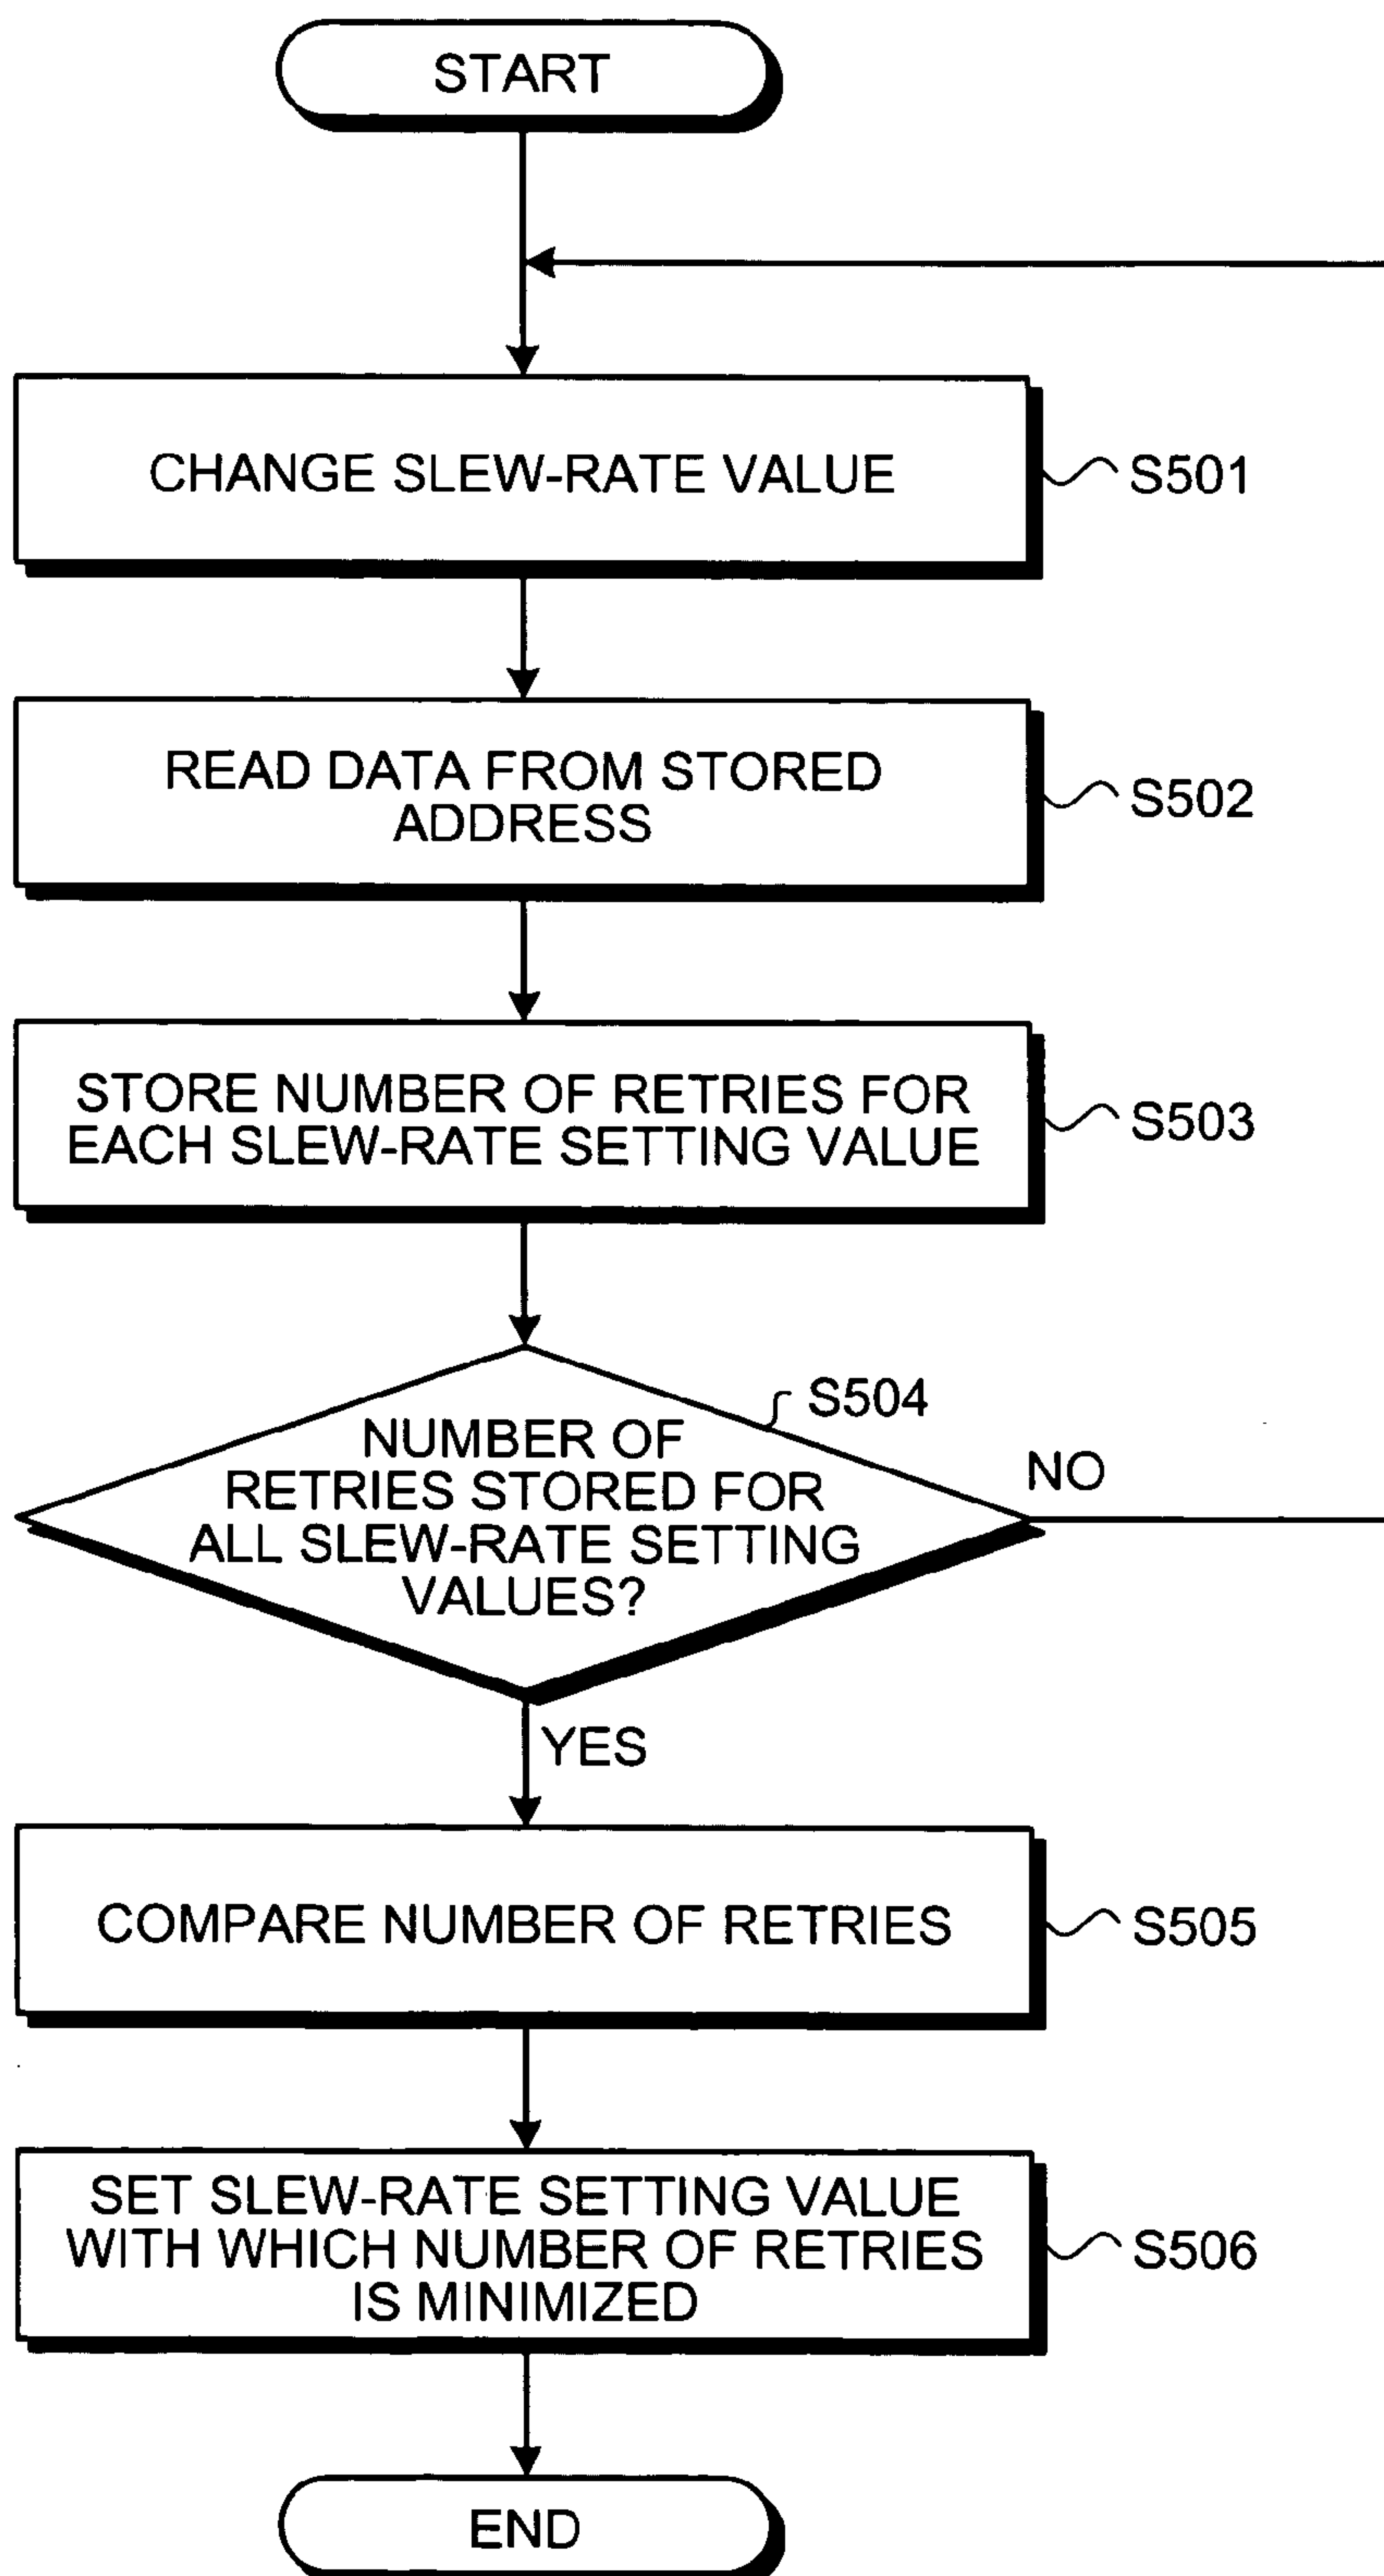 START
CHANGE SLEW-RATE VALUE
S501
READ DATA FROM STORED
ADDRESS
S502
STORE NUMBER OF RETRIES FOR
EACH SLEW-RATE SETTING VALUE
S503
S504
NUMBER OF
RETRIES STORED FOR
ALL SLEW-RATE SETTING
VALUES?
NO
YES
COMPARE NUMBER OF RETRIES
S505
SET SLEW-RATE SETTING VALUE
WITH WHICH NUMBER OF RETRIES
IS MINIMIZED
S506
END